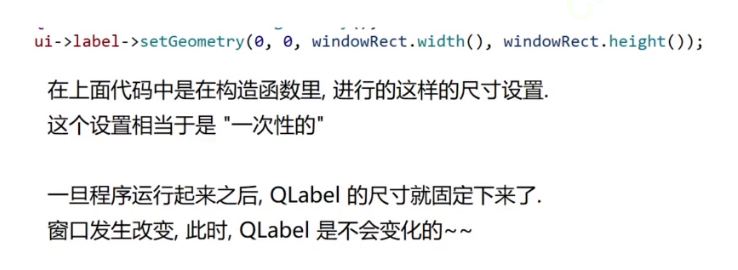 ui->label->setGeometry(0, 0, windowRect.width(), windowRect.height());
在上面代码中是在构造函数里, 进行的这样的尺寸设置.
这个设置相当于是 "一次性的"
一旦程序运行起来之后, QLabel 的尺寸就固定下来了.
窗口发生改变, 此时, QLabel 是不会变化的~~